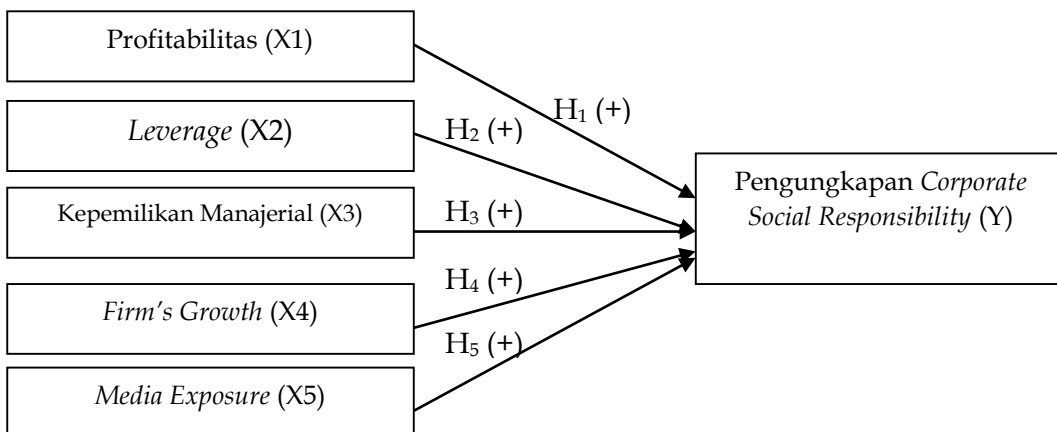 Profitabilitas (X1)
H₁ (+)
Leverage (X2)
H₂ (+)
Kepemilikan Manajerial (X3)
H₃ (+)
Pengungkapan Corporate
Social Responsibility (Y)
Firm's Growth (X4)
H₄ (+)
Media Exposure (X5)
H₅ (+)